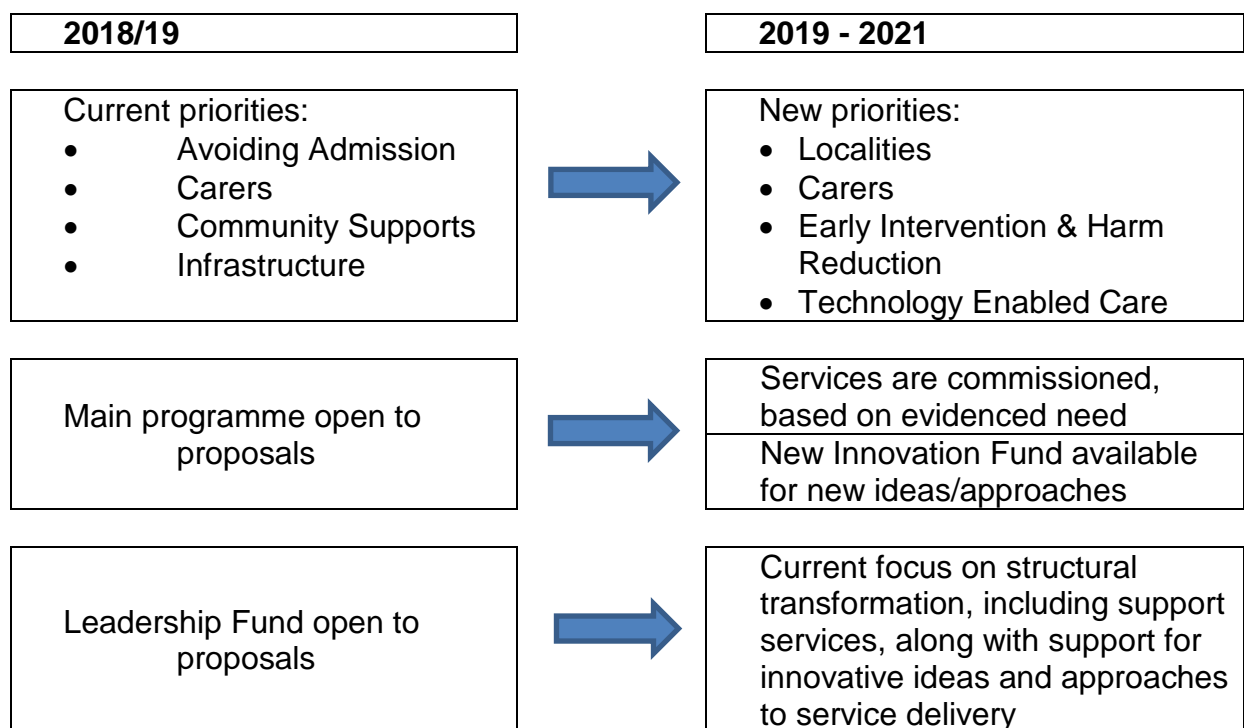 2018/19
2019 - 2021
Current priorities:
• Avoiding Admission
• Carers
• Community Supports
• Infrastructure
New priorities:
• Localities
• Carers
• Early Intervention & Harm
Reduction
• Technology Enabled Care
Main programme open to
proposals
Services are commissioned,
based on evidenced need
New Innovation Fund available
for new ideas/approaches
Leadership Fund open to
proposals
Current focus on structural
transformation, including support
services, along with support for
innovative ideas and approaches
to service delivery